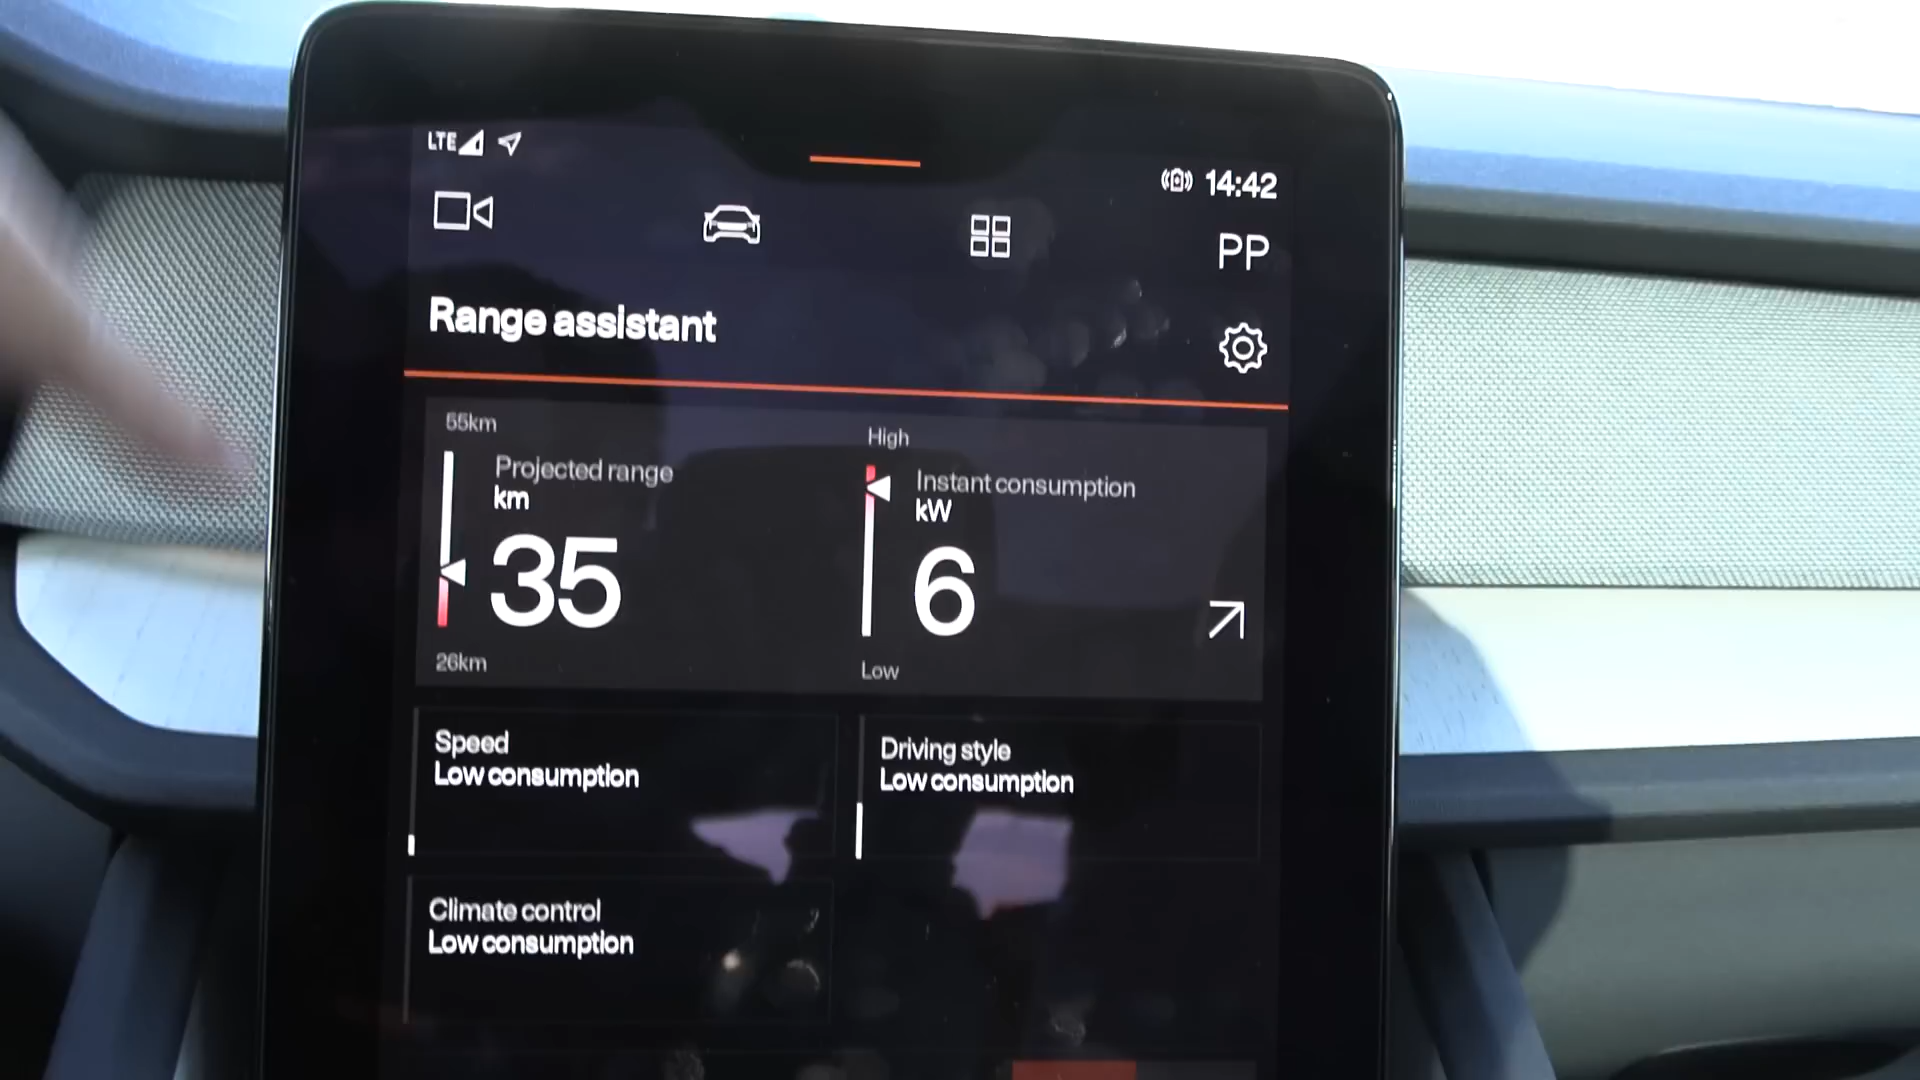 LTE
14:42
PP
Range assistant
55km
Projected range
km
35
26km
High
Instant consumption
kW
6
Low
Speed
Low consumption
Driving style
Low consumption
Climate control
Low consumption